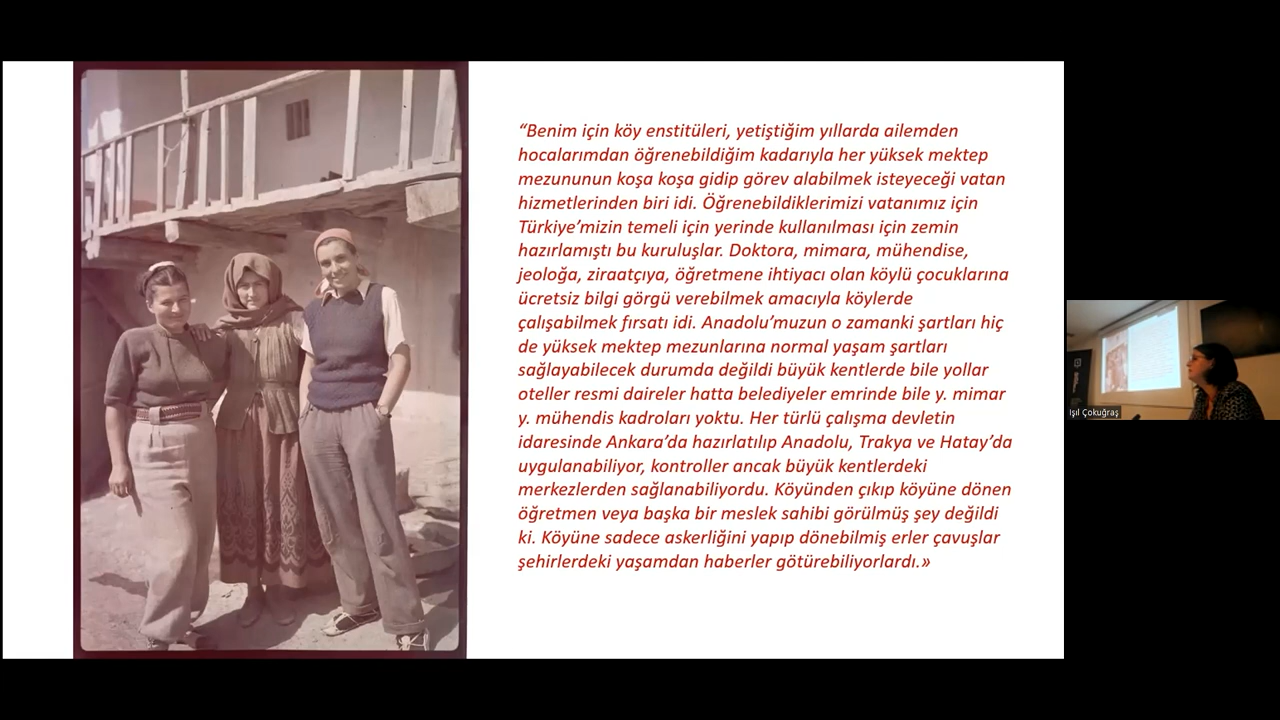 “Benim için köy enstitüleri, yetiştiğim yıllarda ailemden
hocalarımdan öğrenebildiğim kadarıyla her yüksek mektep
mezununun koşa koşa gidip görev alabilmek isteyeceği vatan
hizmetlerinden biri idi. Öğrenebildiklerimizi vatanımız için
Türkiye’mizin temeli için yerinde kullanılması için zemin
hazırlamıştı bu kuruluşlar. Doktora, mimara, mühendise,
jeoloğa, ziraatçıya, öğretmene ihtiyacı olan köylü çocuklarına
ücretsiz bilgi görgü verebilmek amacıyla köylerde
çalışabilmek fırsatı idi. Anadolu’muzun o zamanki şartları hiç
de yüksek mektep mezunlarına normal yaşam şartları
sağlayabilecek durumda değildi büyük kentlerde bile yollar
oteller resmi daireler hatta belediyeler emrinde bile y. mimar
y. mühendis kadroları yoktu. Her türlü çalışma devletin
idaresinde Ankara’da hazırlatılıp Anadolu, Trakya ve Hatay’da
uygulanabiliyor, kontroller ancak büyük kentlerdeki
merkezlerden sağlanabiliyordu. Köyünden çıkıp köyüne dönen
öğretmen veya başka bir meslek sahibi görülmüş şey değildi
ki. Köyüne sadece askerliğini yapıp dönebilmiş erler çavuşlar
şehirlerdeki yaşamdan haberler götürebiliyorlardı.»
Işıl Çokuğraş